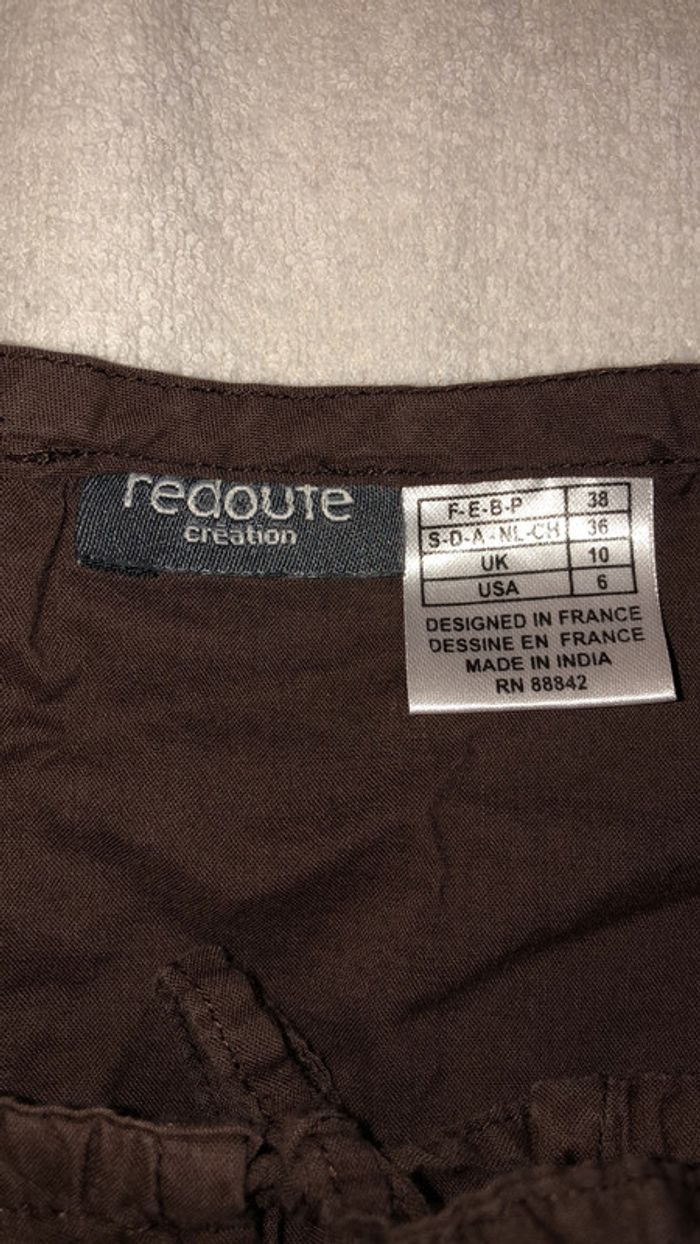 redoute
création
F-E-B-P 38
S-D-A-NL-CH 36
UK 10
USA 6
DESIGNED IN FRANCE
DESSINE EN FRANCE
MADE IN INDIA
RN 88842